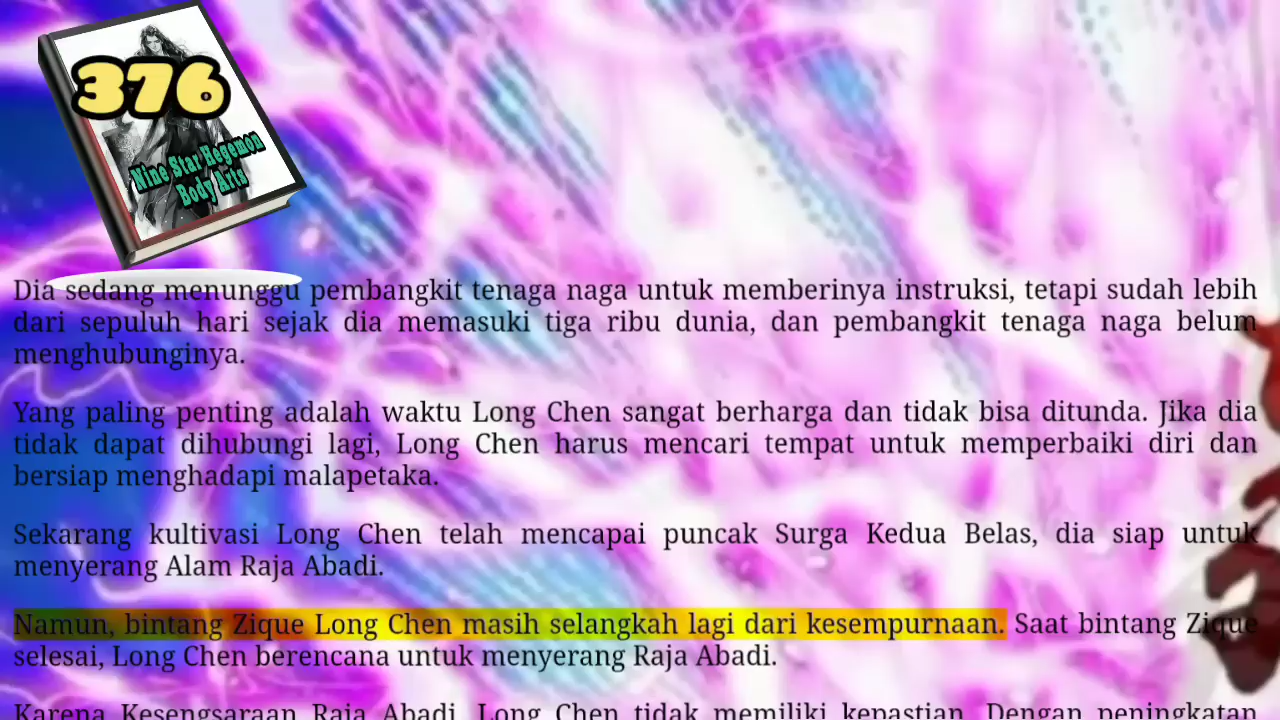 376
Nine Star Hegemon
Body Arts
Dia sedang menunggu pembangkit tenaga naga untuk memberinya instruksi, tetapi sudah lebih
dari sepuluh hari sejak dia memasuki tiga ribu dunia, dan pembangkit tenaga naga belum
menghubunginya.
Yang paling penting adalah waktu Long Chen sangat berharga dan tidak bisa ditunda. Jika dia
tidak dapat dihubungi lagi, Long Chen harus mencari tempat untuk memperbaiki diri dan
bersiap menghadapi malapetaka.
Sekarang kultivasi Long Chen telah mencapai puncak Surga Kedua Belas, dia siap untuk
menyerang Alam Raja Abadi.
Namun, bintang Zique Long Chen masih selangkah lagi dari kesempurnaan. Saat bintang Zique
selesai, Long Chen berencana untuk menyerang Raja Abadi.
Karena Kesengsaraan Raja Abadi, Long Chen tidak memiliki kepastian. Dengan peningkatan